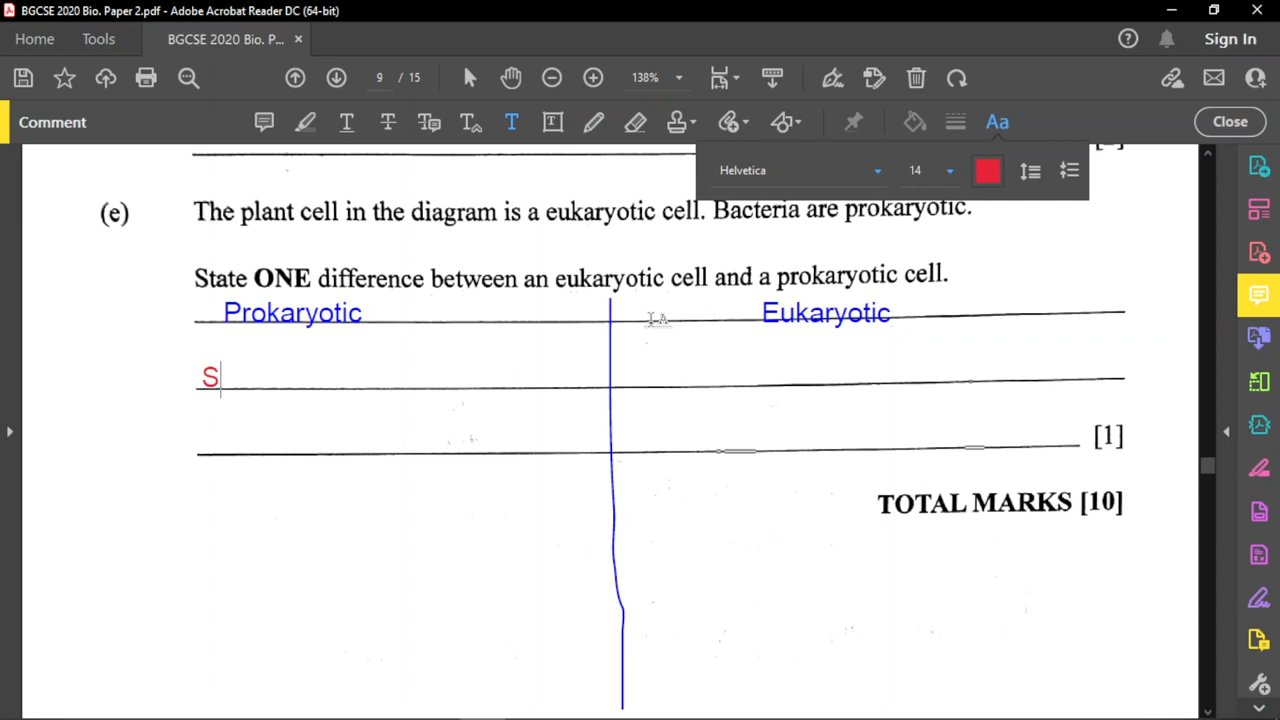 BGCSE 2020 Bio. Paper 2.pdf - Adobe Acrobat Reader DC (64-bit)
Home Tools BGCSE 2020 Bio. P... × Sign In
9 / 15 138%
Comment Close
Helvetica 14
(e) The plant cell in the diagram is a eukaryotic cell. Bacteria are prokaryotic.
State ONE difference between an eukaryotic cell and a prokaryotic cell.
Prokaryotic Eukaryotic
S
[1]
TOTAL MARKS [10]